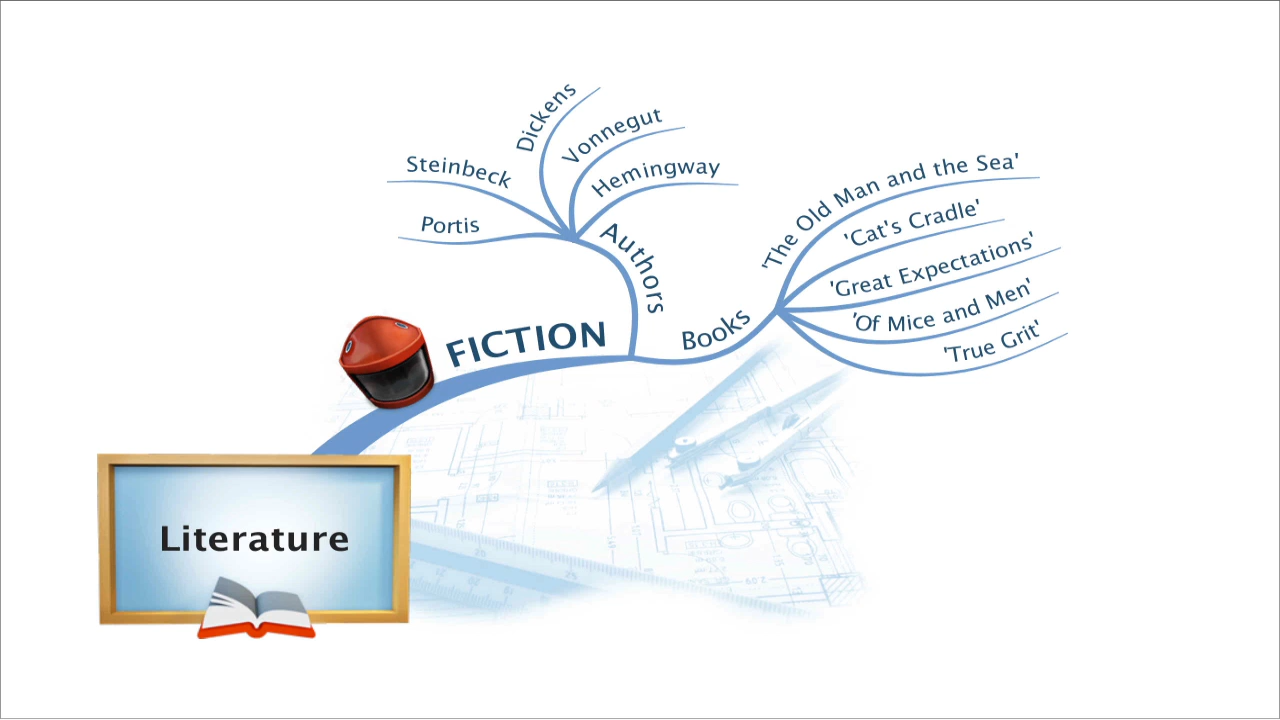 Dickens
Vonnegut
Steinbeck
Hemingway
Portis
Authors
'The Old Man and the Sea'
'Cat's Cradle'
'Great Expectations'
'Of Mice and Men'
'True Grit'
Books
FICTION
Literature